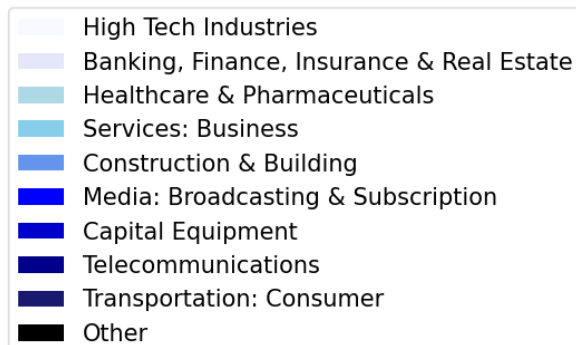 High Tech Industries
Banking, Finance, Insurance & Real Estate
Healthcare & Pharmaceuticals
Services: Business
Construction & Building
Media: Broadcasting & Subscription
Capital Equipment
Telecommunications
Transportation: Consumer
Other